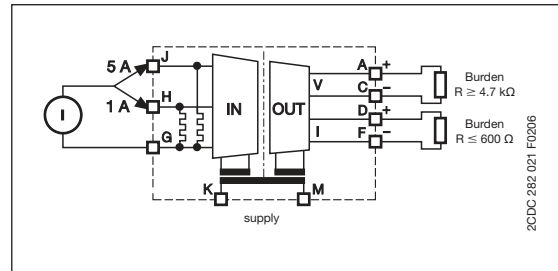 5 A
J
1 A
H
G
I
IN
OUT
V
I
A +
C −
D +
F −
Burden
R ≥ 4.7 kΩ
Burden
R ≤ 600 Ω
K
M
supply
2CDC 282 021 F0206